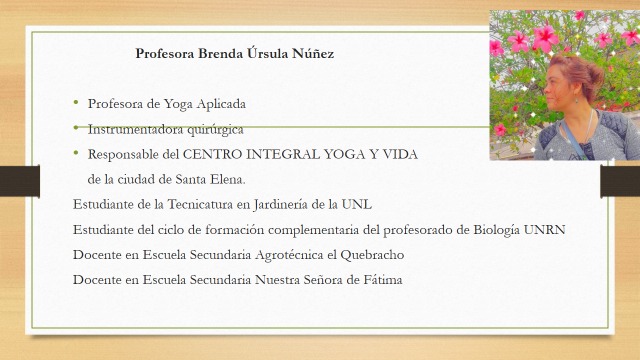 Profesora Brenda Úrsula Núñez
• Profesora de Yoga Aplicada
• Instrumentadora quirúrgica
• Responsable del CENTRO INTEGRAL YOGA Y VIDA
de la ciudad de Santa Elena.
Estudiante de la Tecnicatura en Jardinería de la UNL
Estudiante del ciclo de formación complementaria del profesorado de Biología UNRN
Docente en Escuela Secundaria Agrotécnica el Quebracho
Docente en Escuela Secundaria Nuestra Señora de Fátima